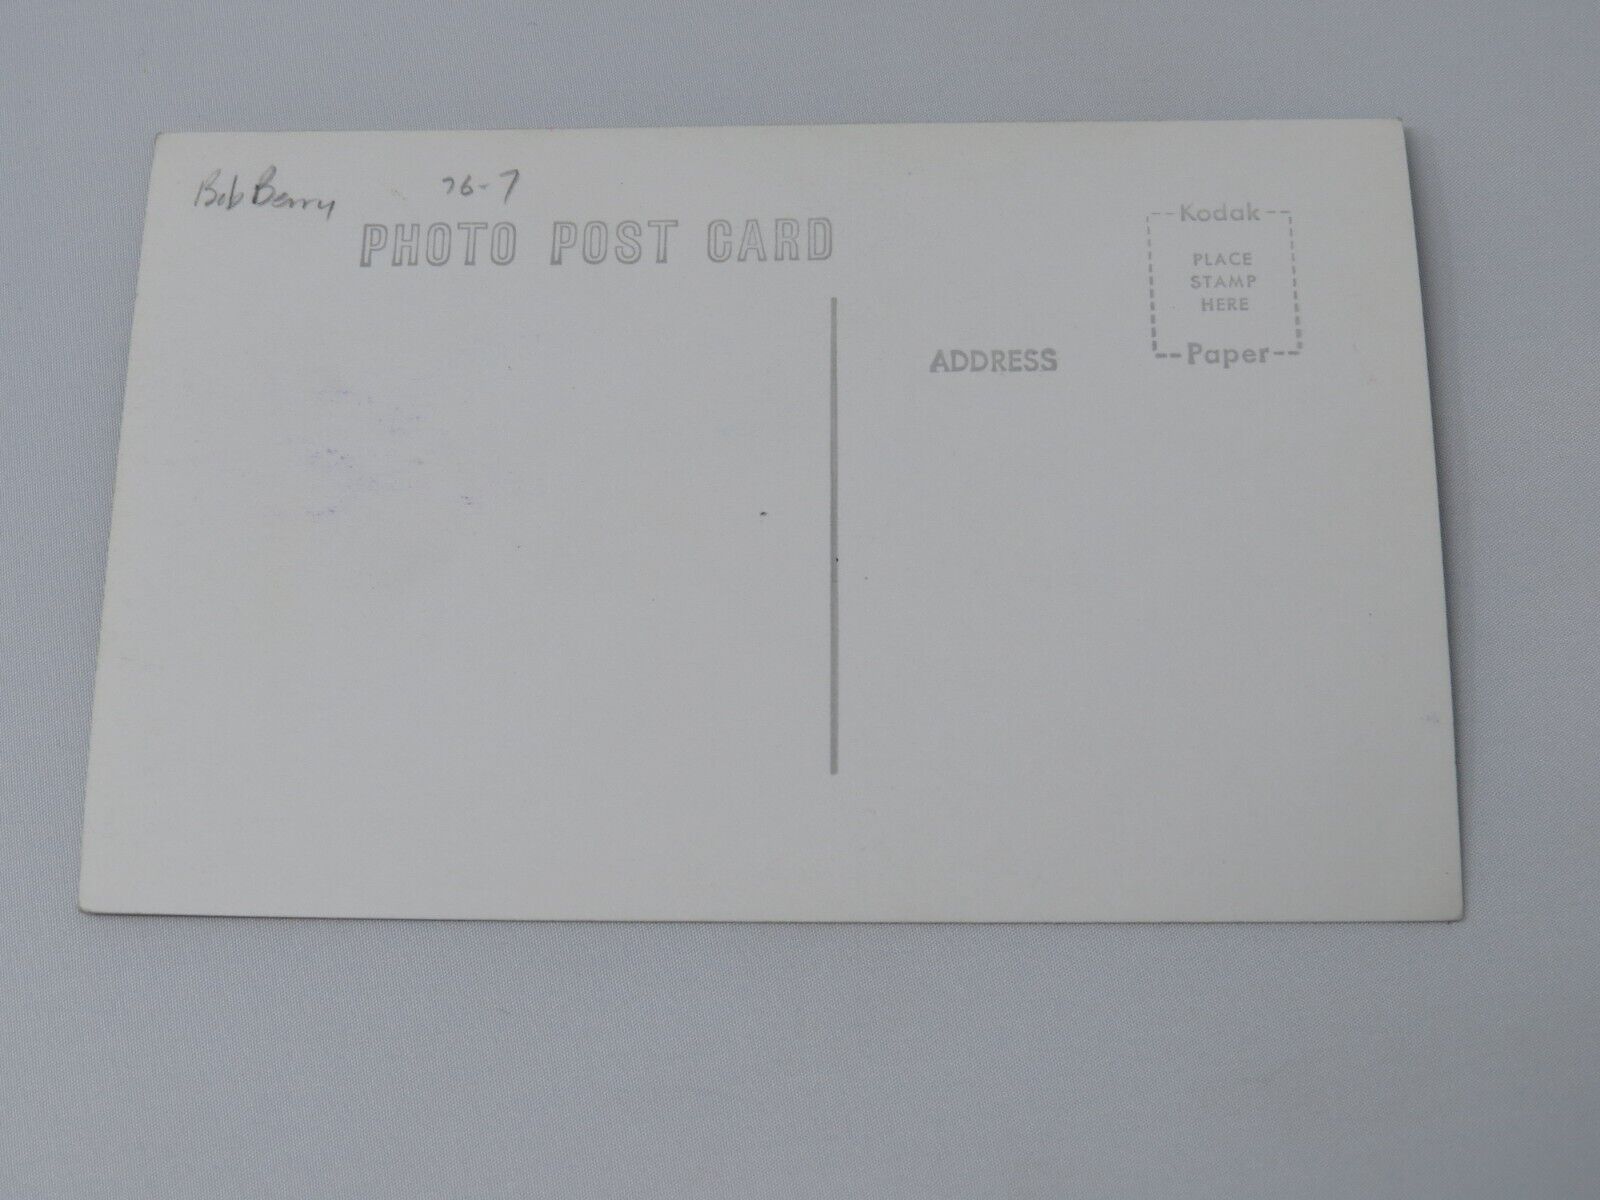 Bob Berry 76-7
PHOTO POST CARD
Kodak
PLACE
STAMP
HERE
Paper
ADDRESS